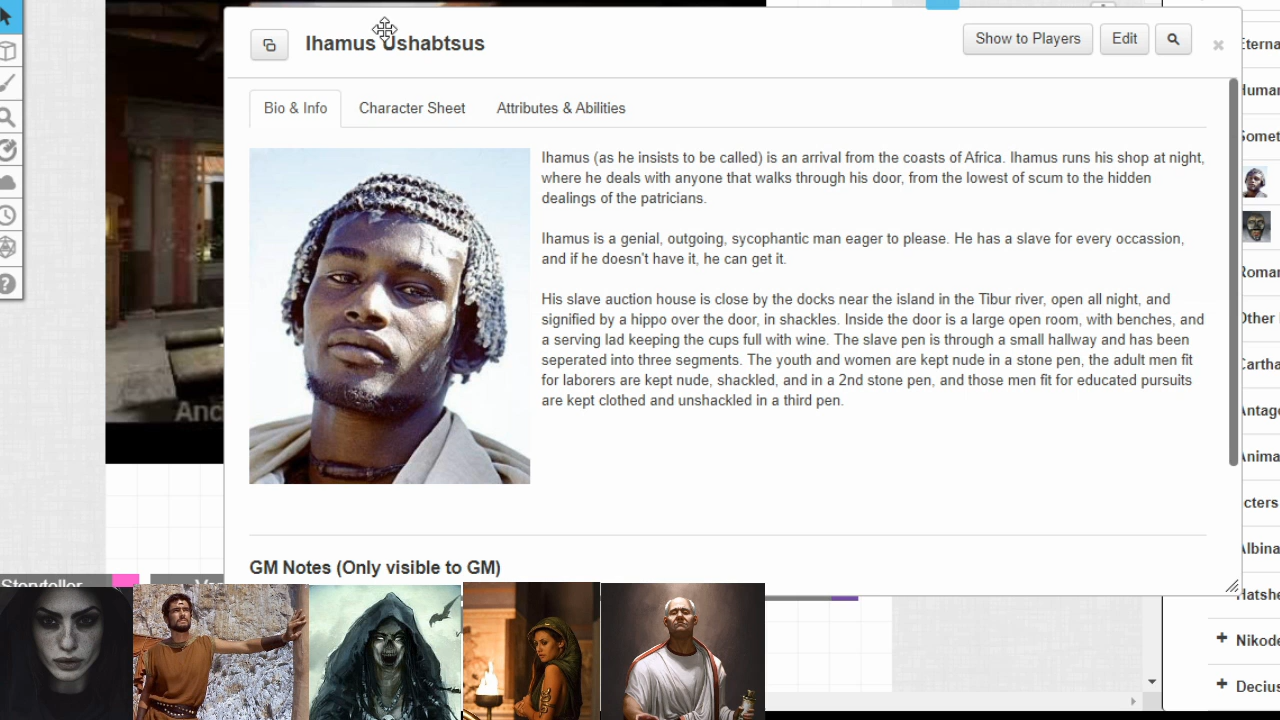 Ihamus Ushabtsus
Show to Players
Edit
Bio & Info
Character Sheet
Attributes & Abilities
Ihamus (as he insists to be called) is an arrival from the coasts of Africa. Ihamus runs his shop at night,
where he deals with anyone that walks through his door, from the lowest of scum to the hidden
dealings of the patricians.
Ihamus is a genial, outgoing, sycophantic man eager to please. He has a slave for every occassion,
and if he doesn't have it, he can get it.
His slave auction house is close by the docks near the island in the Tibur river, open all night, and
signified by a hippo over the door, in shackles. Inside the door is a large open room, with benches, and
a serving lad keeping the cups full with wine. The slave pen is through a small hallway and has been
seperated into three segments. The youth and women are kept nude in a stone pen, the adult men fit
for laborers are kept nude, shackled, and in a 2nd stone pen, and those men fit for educated pursuits
are kept clothed and unshackled in a third pen.
GM Notes (Only visible to GM)
Anc
Storyteller
Eterna
Human
Somet
Roman
Other
Cartha
Antago
Anima
cters
Albina
Hatshe
Nikode
Decius